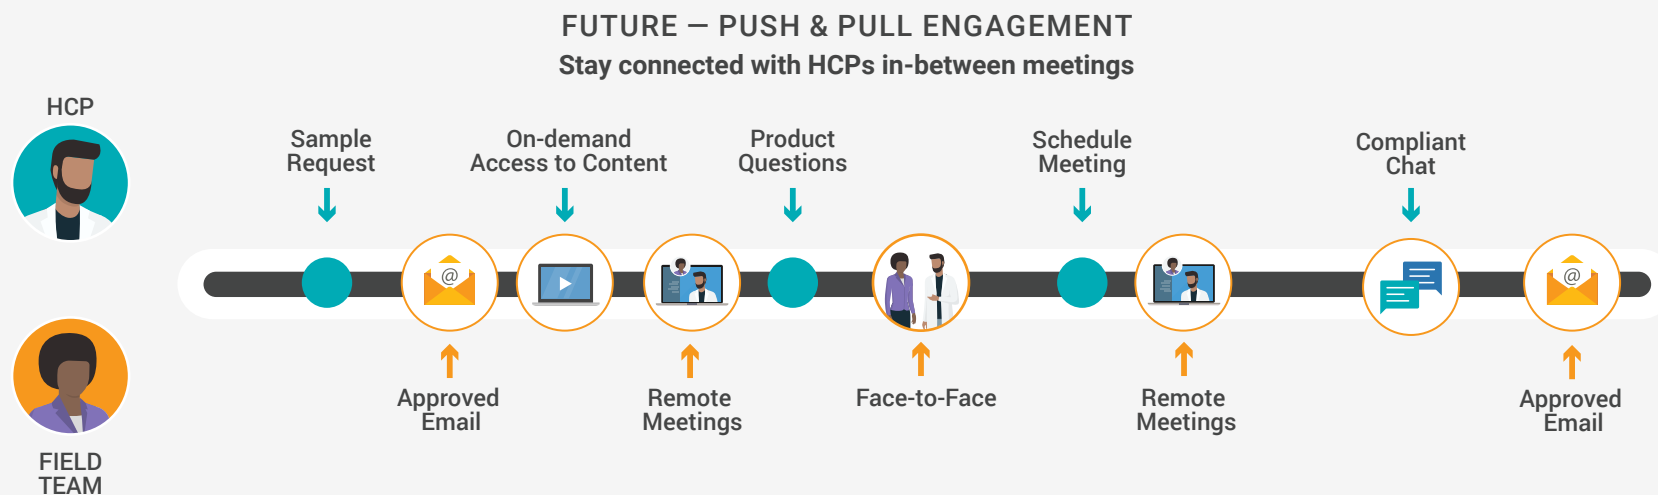 FUTURE — PUSH & PULL ENGAGEMENT
Stay connected with HCPs in-between meetings
HCP
Sample
Request
On-demand
Access to Content
Product
Questions
Schedule
Meeting
Compliant
Chat
@
@
Approved
Email
Remote
Meetings
Face-to-Face
Remote
Meetings
Approved
Email
FIELD
TEAM